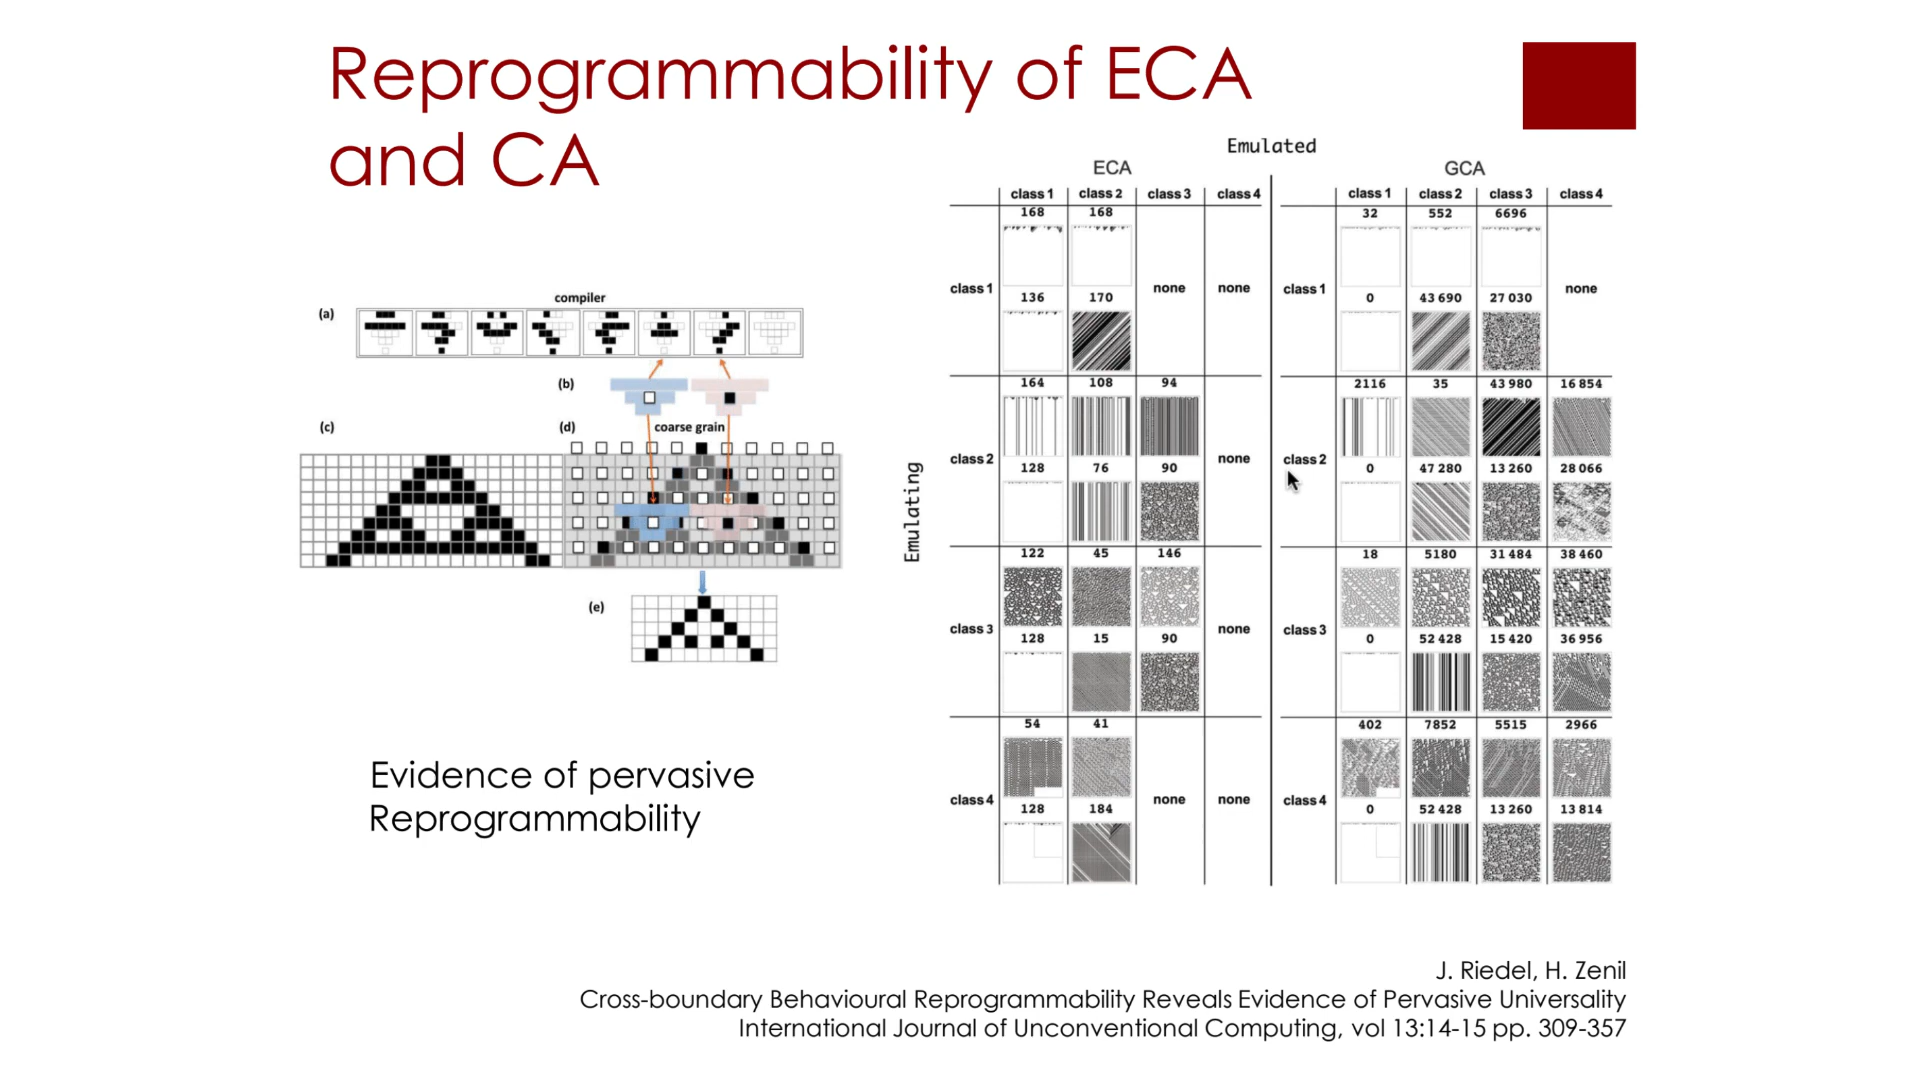 Reprogrammability of ECA
and CA
compiler
(a)
(b)
(c)
(d)
coarse grain
(e)
Evidence of pervasive
Reprogrammability
Emulated
ECA
GCA
class 1 class 2 class 3 class 4
class 1 class 2 class 3 class 4
Emulating
168 168
32 552 6696
class 1 none none
class 1 none
136 170
0 43 690 27 030
164 108 94
2116 35 43 980 16 854
class 2 none
class 2
128 76 90
0 47 280 13 260 28 066
122 45 146
18 5180 31 484 38 460
class 3 none
class 3
128 15 90
0 52 428 15 420 36 956
54 41
402 7852 5515 2966
class 4 none none
class 4
128 184
0 52 428 13 260 13 814
J. Riedel, H. Zenil
Cross-boundary Behavioural Reprogrammability Reveals Evidence of Pervasive Universality
International Journal of Unconventional Computing, vol 13:14-15 pp. 309-357